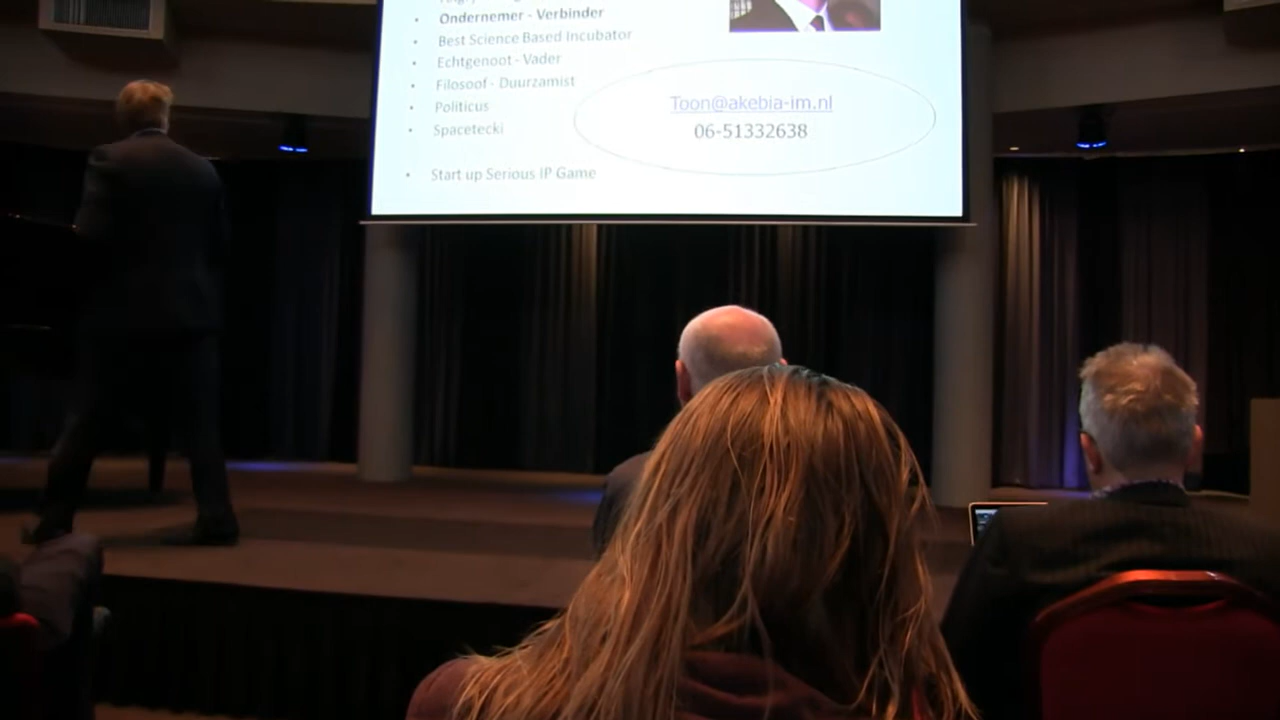 Ondernemer - Verbinder
Best Science Based Incubator
Echtgenoot - Vader
Filosoof - Duurzamist
Politicus
Spacetecki
Start up Serious IP Game
Toon@akebia-im.nl
06-51332638